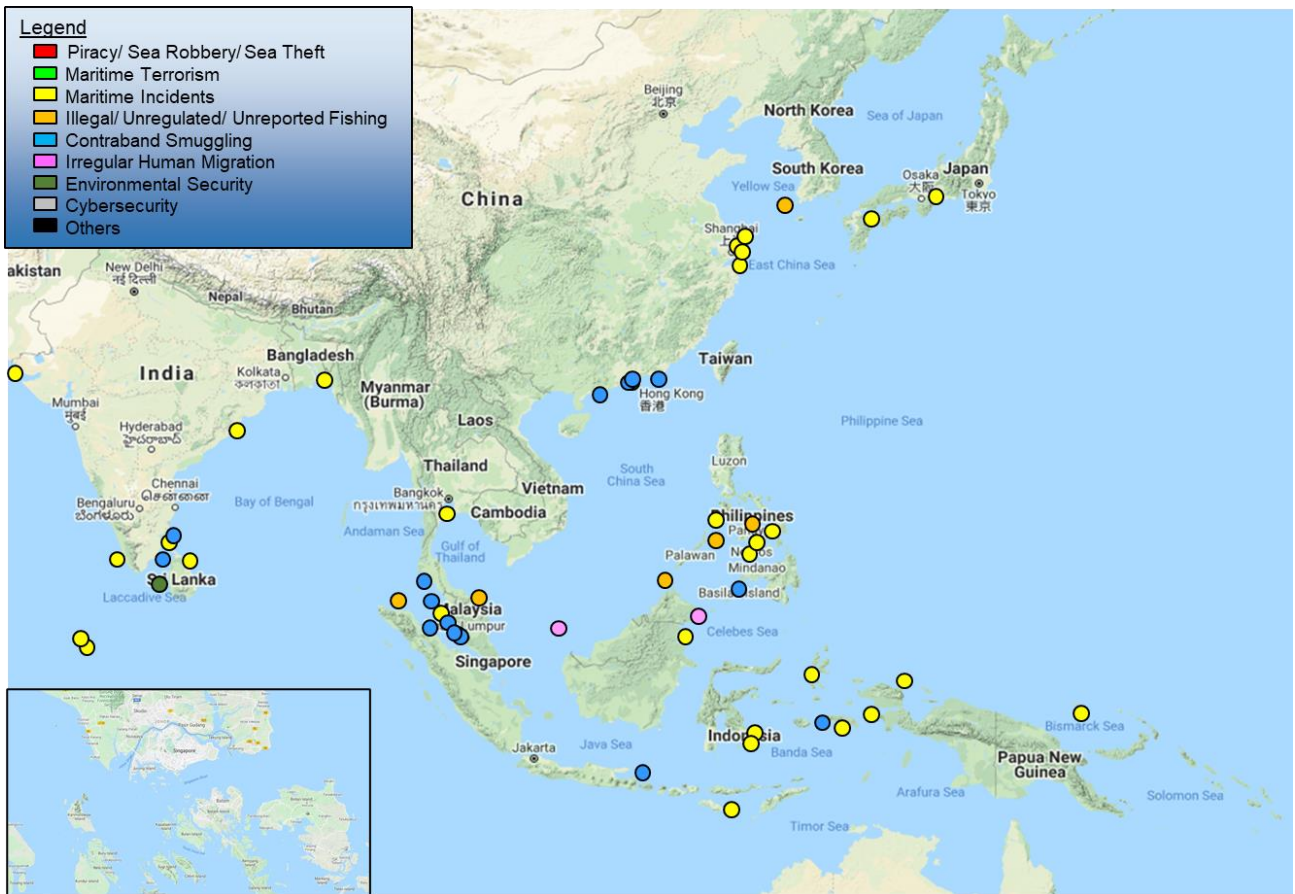 Legend
Piracy/ Sea Robbery/ Sea Theft
Maritime Terrorism
Maritime Incidents
Illegal/ Unregulated/ Unreported Fishing
Contraband Smuggling
Irregular Human Migration
Environmental Security
Cybersecurity
Others
Beijing
北京
North Korea
Sea of Japan
South Korea
Japan
Osaka
大阪
Tokyo
東京
Yellow Sea
China
Shanghai
East China Sea
akistan
New Delhi
नई दिल्ली
Nepal
Bhutan
Bangladesh
India
Kolkata
কলকাতা
Myanmar
(Burma)
Taiwan
Hong Kong
香港
Mumbai
मुंबई
Hyderabad
హైదరాబాద్
Laos
Philippine Sea
Luzon
Thailand
South
China Sea
Vietnam
Chennai
சென்னை
Bengaluru
ಬೆಂಗಳೂರು
Bay of Bengal
Bangkok
กรุงเทพมหานคร
Cambodia
Philippines
Andaman Sea
Gulf of
Thailand
Palawan
Mindanao
Sri Lanka
Laccadive Sea
Basilan Island
Malaysia
Lumpur
Celebes Sea
Singapore
Bismarck Sea
Java Sea
Indonesia
Banda Sea
Jakarta
Papua New
Guinea
Arafura Sea
Solomon Sea
Timor Sea
Singapore